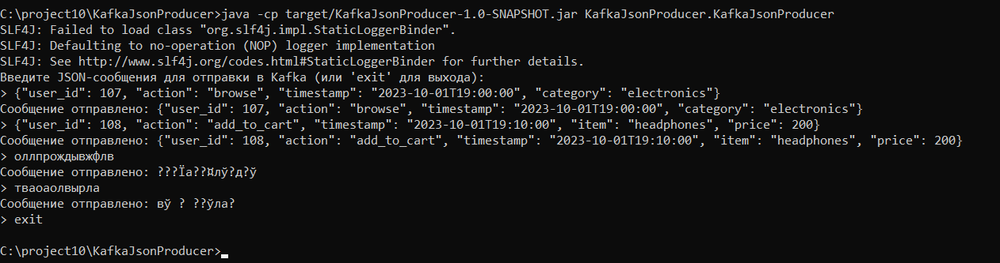 C:\project10\KafkaJsonProducer>java -cp target/KafkaJsonProducer-1.0-SNAPSHOT.jar KafkaJsonProducer.KafkaJsonProducer
SLF4J: Failed to load class "org.slf4j.impl.StaticLoggerBinder".
SLF4J: Defaulting to no-operation (NOP) logger implementation
SLF4J: See http://www.slf4j.org/codes.html#StaticLoggerBinder for further details.
Введите JSON-сообщения для отправки в Kafka (или 'exit' для выхода):
> {"user_id": 107, "action": "browse", "timestamp": "2023-10-01T19:00:00", "category": "electronics"}
Сообщение отправлено: {"user_id": 107, "action": "browse", "timestamp": "2023-10-01T19:00:00", "category": "electronics"}
> {"user_id": 108, "action": "add_to_cart", "timestamp": "2023-10-01T19:10:00", "item": "headphones", "price": 200}
Сообщение отправлено: {"user_id": 108, "action": "add_to_cart", "timestamp": "2023-10-01T19:10:00", "item": "headphones", "price": 200}
> оллпрождывжфлв
Сообщение отправлено: ???Їа??¤лў?д?ў
> тваоаолвырла
Сообщение отправлено: вў ? ??ўла?
> exit
C:\project10\KafkaJsonProducer>